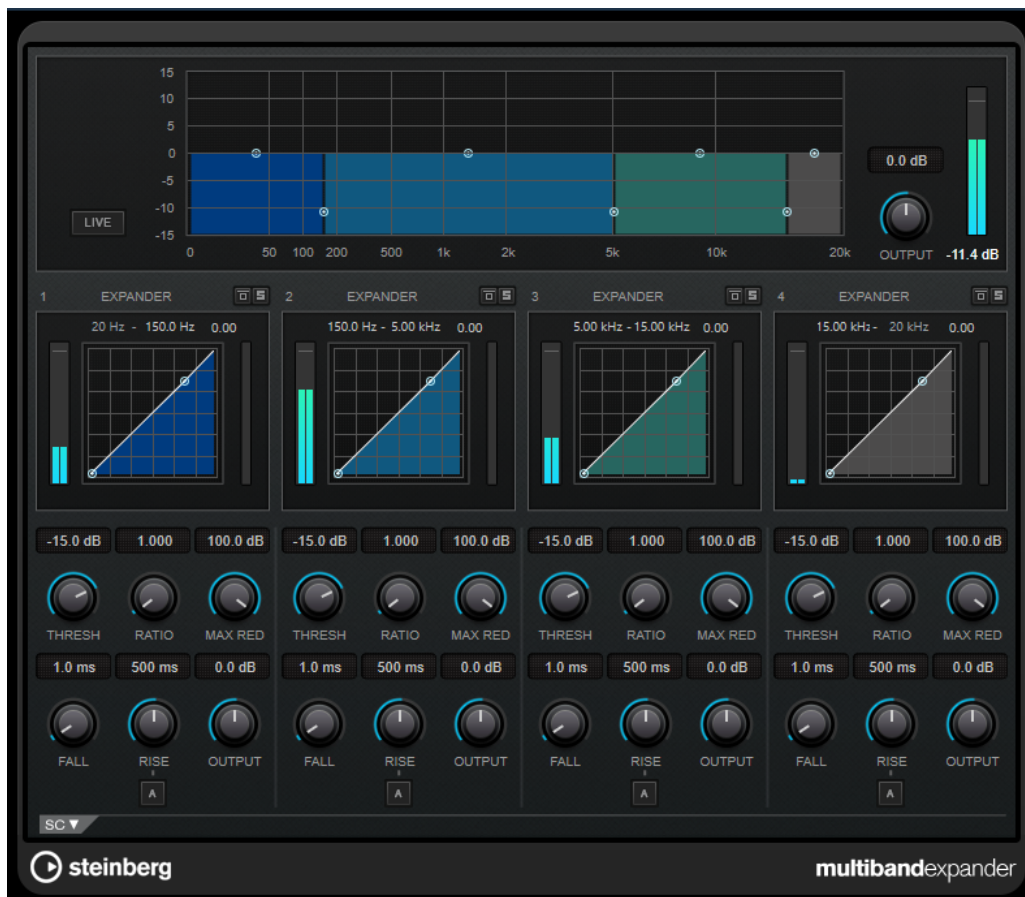 15
10
5
0
-5
-10
-15
LIVE
0 50 100 200 500 1k 2k 5k 10k 20k
0.0 dB
OUTPUT -11.4 dB
1 EXPANDER S 2 EXPANDER S 3 EXPANDER S 4 EXPANDER S
20 Hz - 150.0 Hz 0.00 150.0 Hz - 5.00 kHz 0.00 5.00 kHz - 15.00 kHz 0.00 15.00 kHz - 20 kHz 0.00
-15.0 dB 1.000 100.0 dB -15.0 dB 1.000 100.0 dB -15.0 dB 1.000 100.0 dB -15.0 dB 1.000 100.0 dB
THRESH RATIO MAX RED THRESH RATIO MAX RED THRESH RATIO MAX RED THRESH RATIO MAX RED
1.0 ms 500 ms 0.0 dB 1.0 ms 500 ms 0.0 dB 1.0 ms 500 ms 0.0 dB 1.0 ms 500 ms 0.0 dB
FALL RISE OUTPUT FALL RISE OUTPUT FALL RISE OUTPUT FALL RISE OUTPUT
A A A A
SC ▼
steinberg multibandexpander